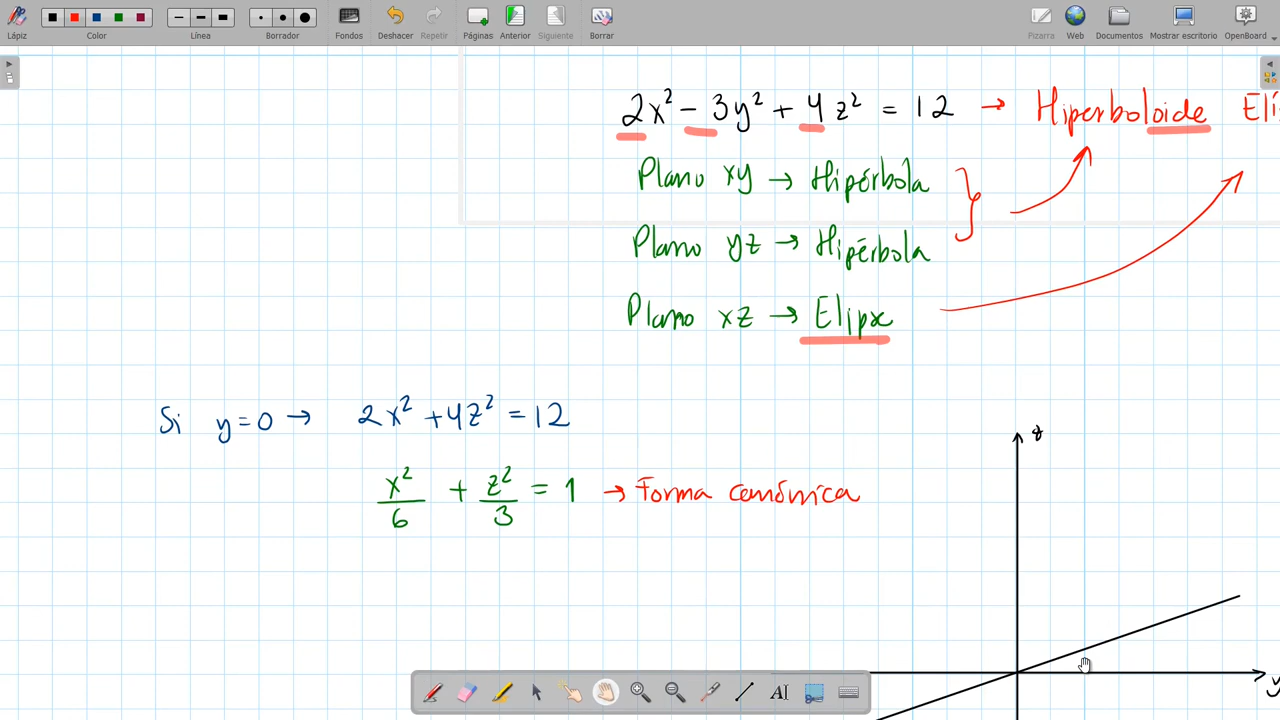 Lápiz Color Línea Borrador Fondos Deshacer Repetir Páginas Anterior Siguiente Borrar Pizarra Web Documentos Mostrar escritorio OpenBoard
2x² - 3y² + 4z² = 12 → Hiperboloide Elí
Plano xy → Hipérbola
Plano yz → Hipérbola
Plano xz → Elipse
Si y=0 → 2x² + 4z² = 12
x²/6 + z²/3 = 1 → Forma canónica
z
y